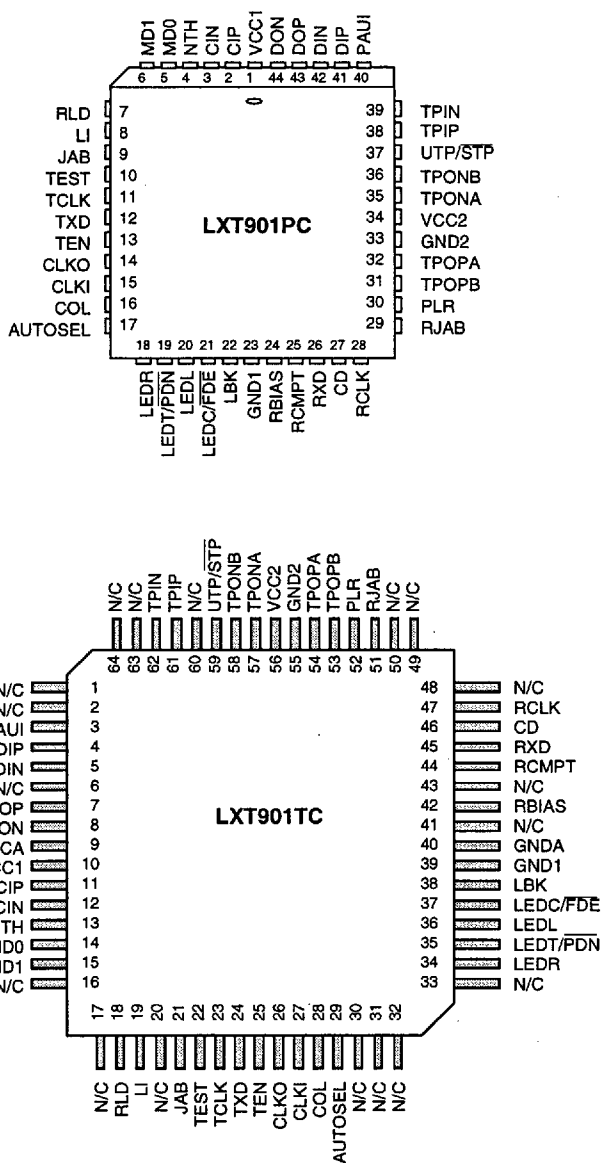 MD1 MD0 NTH CIN CIP VCC1 DON DOP DIN DIP PAUI
6 5 4 3 2 1 44 43 42 41 40
RLD 7 39 TPIN
LI 8 38 TPIP
JAB 9 37 UTP/STP
TEST 10 36 TPONB
TCLK 11 35 TPONA
TXD 12 34 VCC2
LXT901PC
TEN 13 33 GND2
CLKO 14 32 TPOPA
CLKI 15 31 TPOPB
COL 16 30 PLR
AUTOSEL 17 29 RJAB
18 19 20 21 22 23 24 25 26 27 28
LEDR LEDT/PDN LEDL LEDC/FDE LBK GND1 RBIAS RCMPT RXD CD RCLK
N/C N/C TPIN TPIP N/C UTP/STP TPONB TPONA VCC2 GND2 TPOPA TPOPB PLR RJAB N/C N/C
64 63 62 61 60 59 58 57 56 55 54 53 52 51 50 49
N/C 1 48 N/C
N/C 2 47 RCLK
AUI 3 46 CD
DIP 4 45 RXD
DIN 5 44 RCMPT
N/C 6 43 N/C
OP 7 42 RBIAS
ON 8 41 N/C
LXT901TC
CA 9 40 GNDA
C1 10 39 GND1
CIP 11 38 LBK
CIN 12 37 LEDC/FDE
TH 13 36 LEDL
ID0 14 35 LEDT/PDN
ID1 15 34 LEDR
N/C 16 33 N/C
17 18 19 20 21 22 23 24 25 26 27 28 29 30 31 32
N/C RLD LI N/C JAB TEST TCLK TXD TEN CLKO CLKI COL AUTOSEL N/C N/C N/C